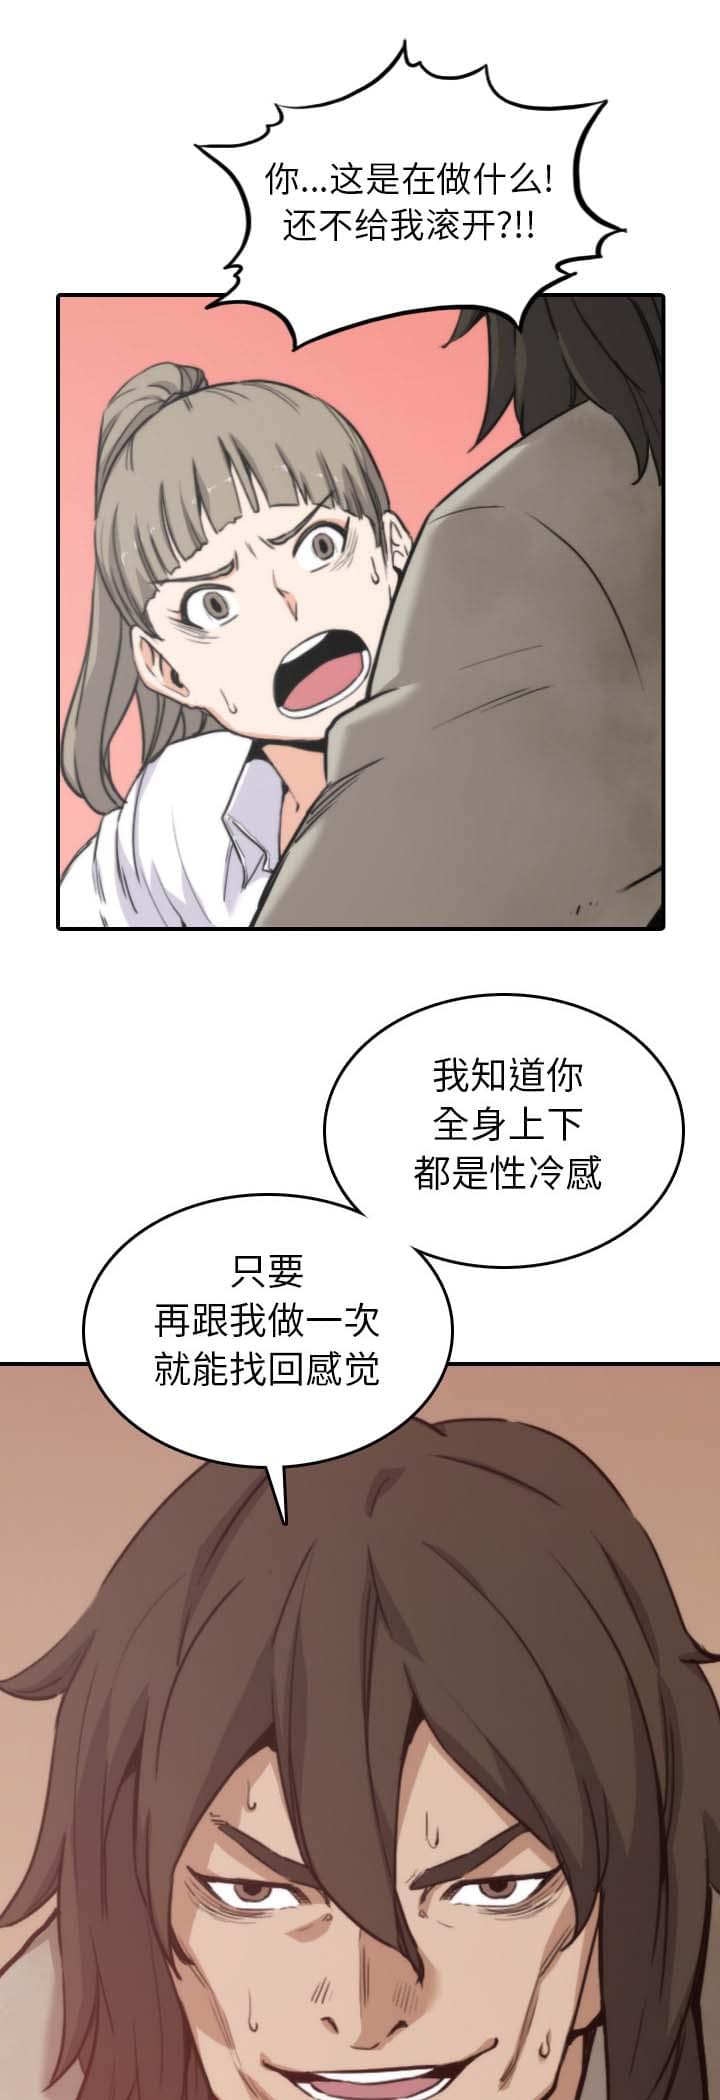 你...这是在做什么!
还不给我滚开?!!
我知道你
全身上下
都是性冷感
只要
再跟我做一次
就能找回感觉